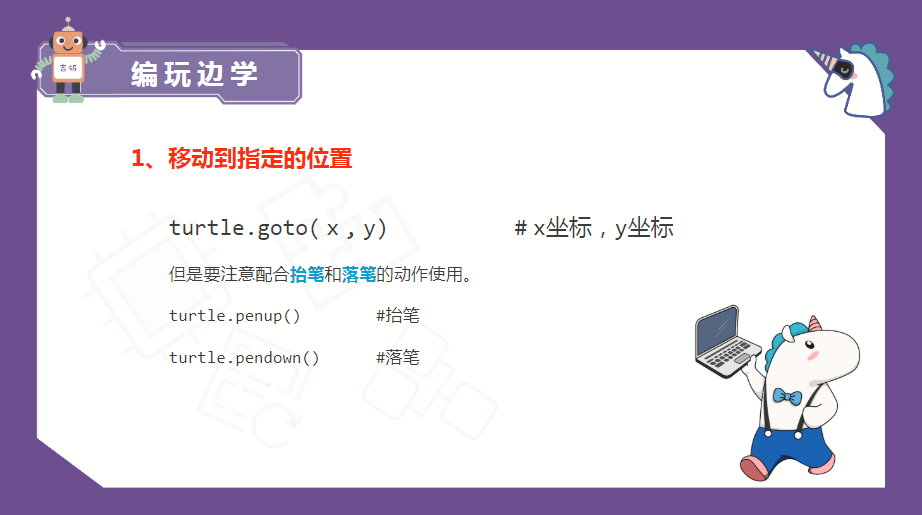 编玩边学
1、移动到指定的位置
turtle.goto( x , y) # x坐标，y坐标
但是要注意配合抬笔和落笔的动作使用。
turtle.penup() #抬笔
turtle.pendown() #落笔